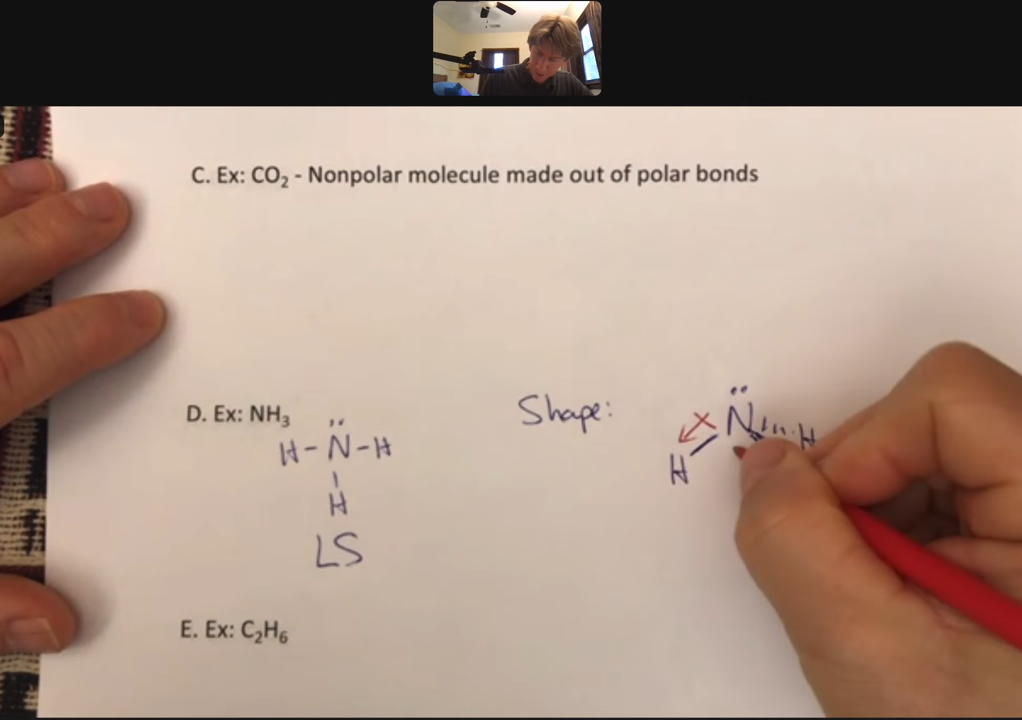 C. Ex: CO₂ - Nonpolar molecule made out of polar bonds
D. Ex: NH₃
H-N̈-H
H
LS
Shape:
N̈
H
H
E. Ex: C₂H₆